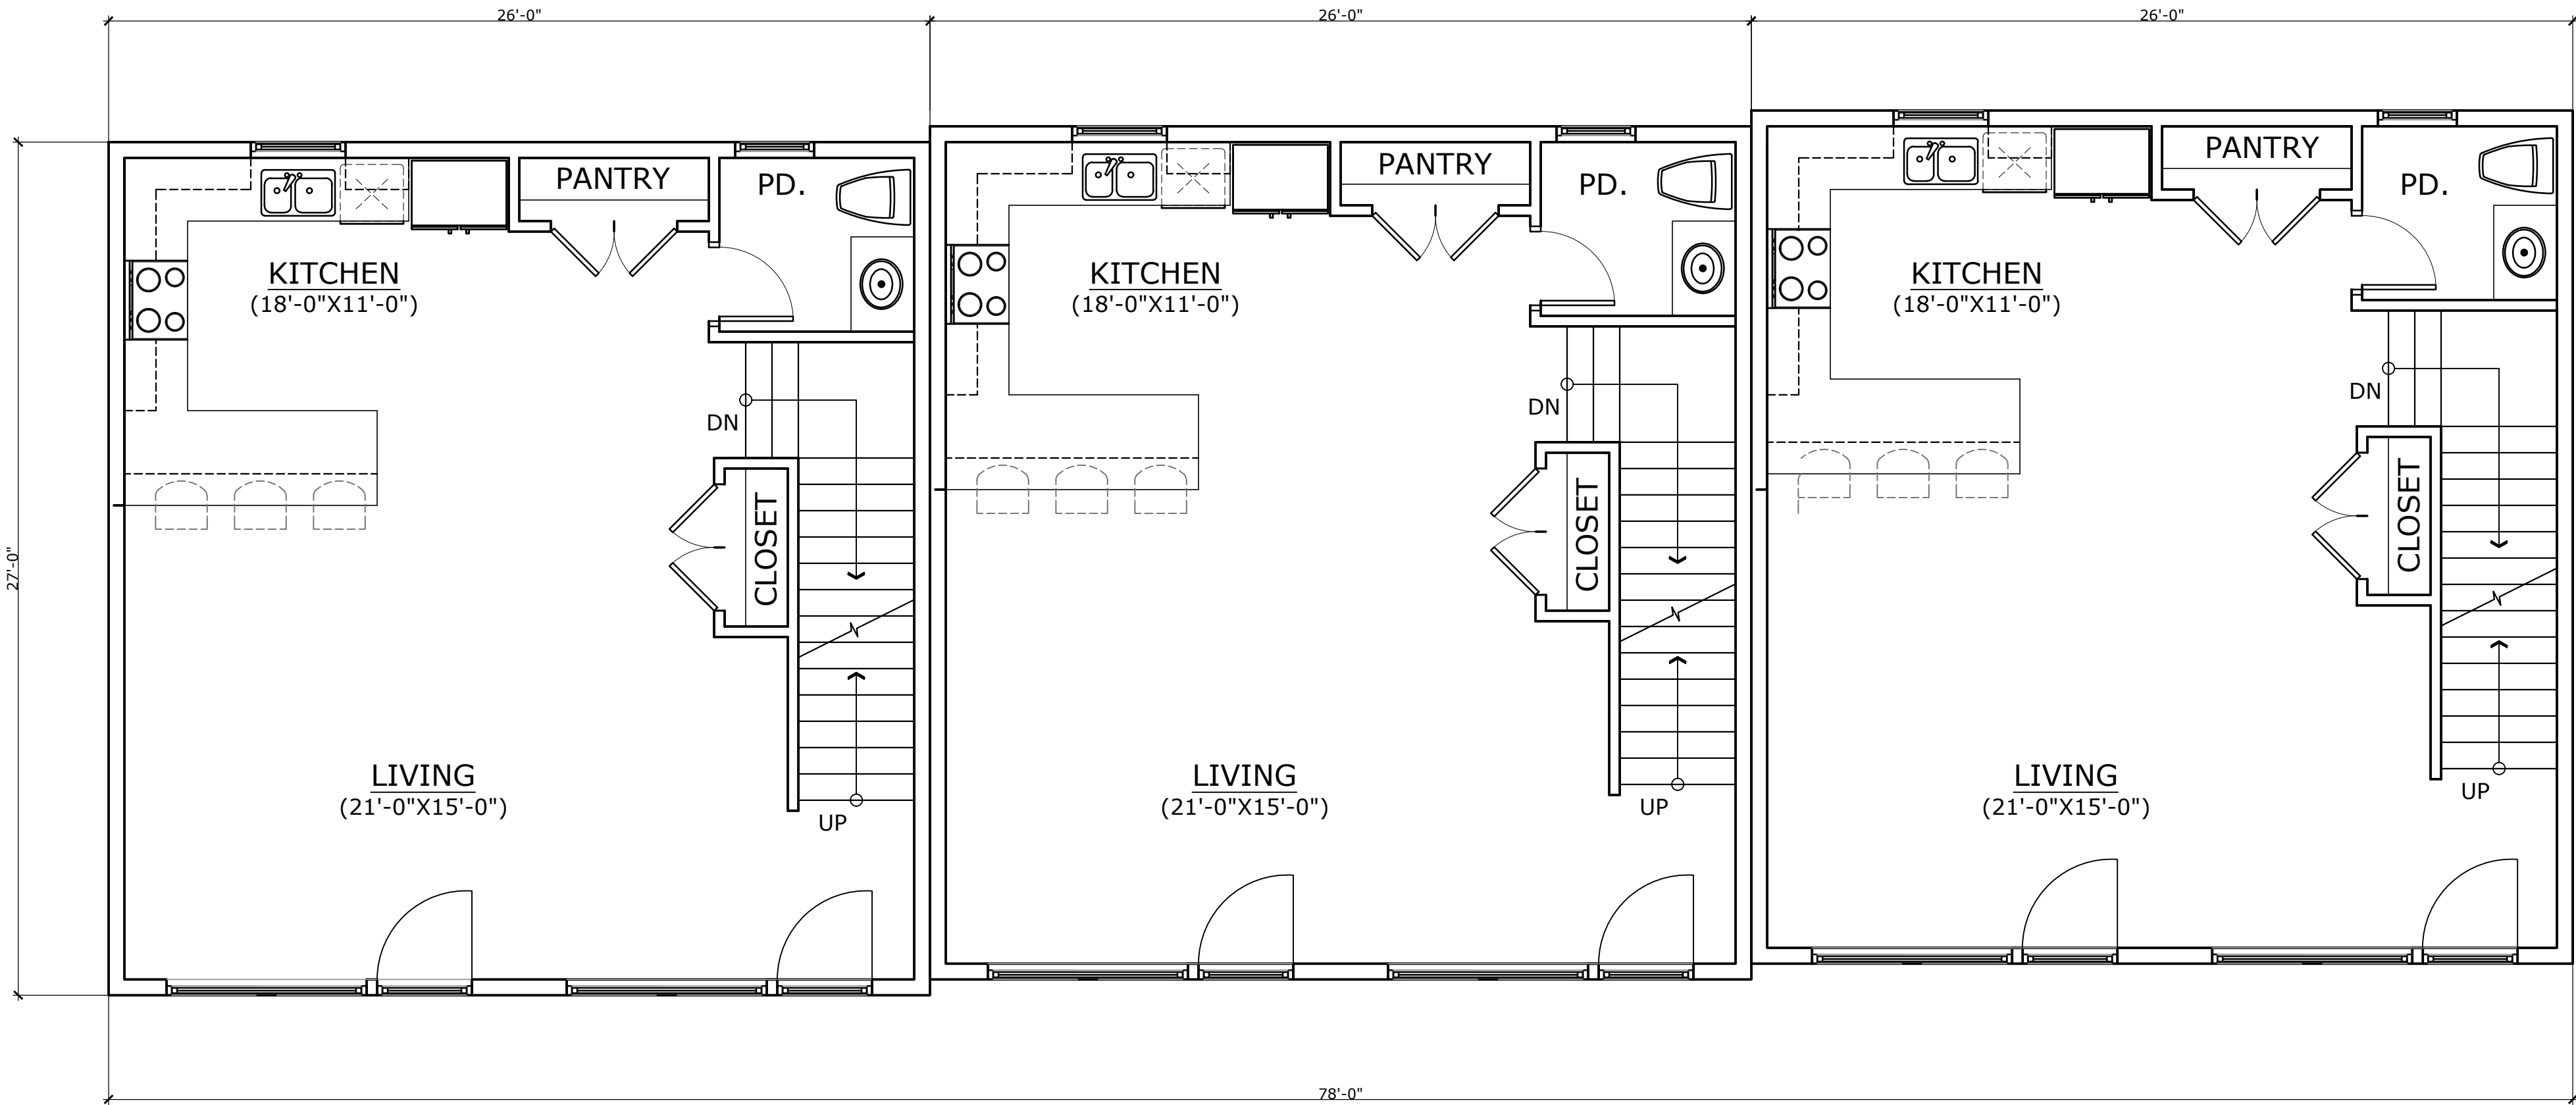 26'-0"
26'-0"
26'-0"
27'-0"
PANTRY
PD.
KITCHEN
(18'-0"X11'-0")
DN
CLOSET
LIVING
(21'-0"X15'-0")
UP
PANTRY
PD.
KITCHEN
(18'-0"X11'-0")
DN
CLOSET
LIVING
(21'-0"X15'-0")
UP
PANTRY
PD.
KITCHEN
(18'-0"X11'-0")
DN
CLOSET
LIVING
(21'-0"X15'-0")
UP
78'-0"